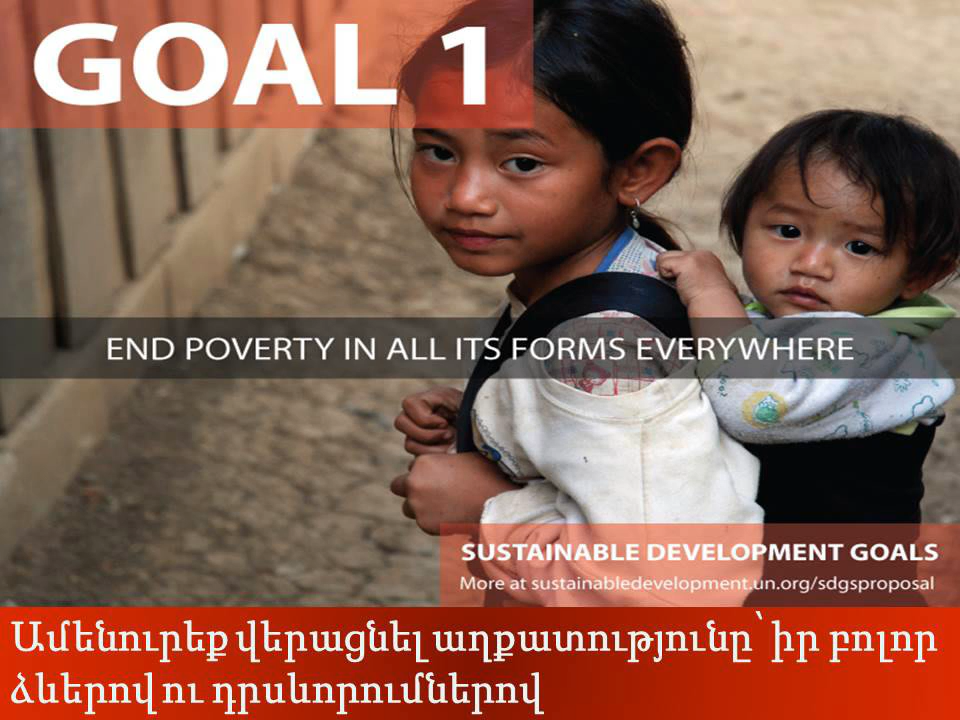 GOAL 1
END POVERTY IN ALL ITS FORMS EVERYWHERE
SUSTAINABLE DEVELOPMENT GOALS
More at sustainabledevelopment.un.org/sdgsproposal
Ամենուրեք վերացնել աղքատությունը՝ իր բոլոր
ձևերով ու դրսևորումներով